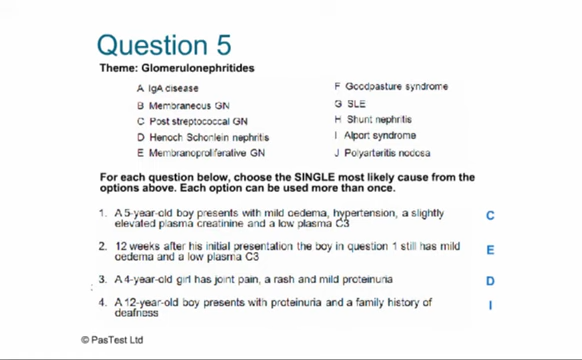 Question 5
Theme: Glomerulonephritides
A IgA disease
B Membraneous GN
C Post streptococcal GN
D Henoch Schonlein nephritis
E Membranoproliferative GN
F Goodpasture syndrome
G SLE
H Shunt nephritis
I Alport syndrome
J Polyarteritis nodosa
For each question below, choose the SINGLE most likely cause from the
options above. Each option can be used more than once.
1. A 5-year-old boy presents with mild oedema, hypertension, a slightly
elevated plasma creatinine and a low plasma C3
C
2. 12 weeks after his initial presentation the boy in question 1 still has mild
oedema and a low plasma C3
E
3. A 4-year-old girl has joint pain, a rash and mild proteinuria
D
4. A 12-year-old boy presents with proteinuria and a family history of
deafness
I
© PasTest Ltd